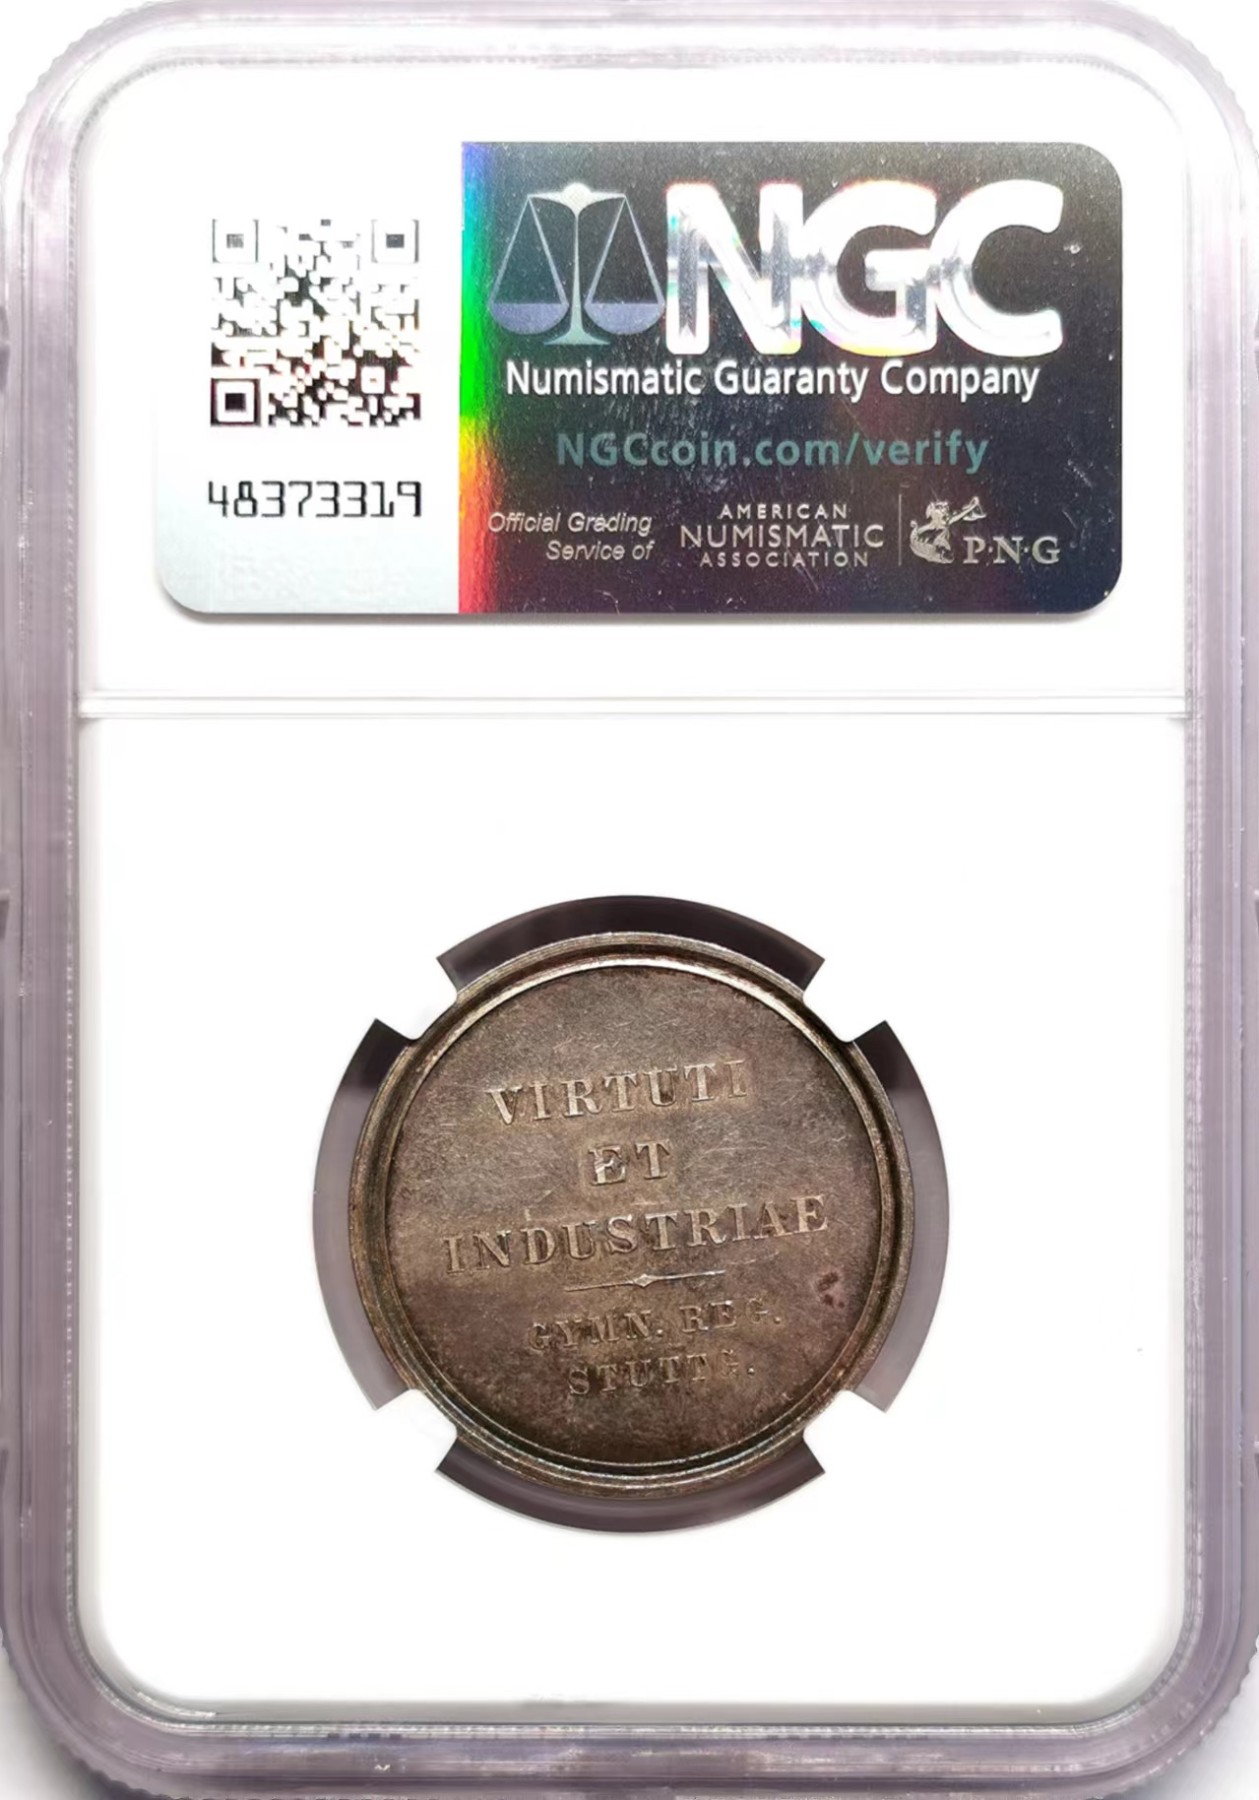 NGC
Numismatic Guaranty Company
NGCcoin.com/verify
48373319
Official Grading
Service of
AMERICAN
NUMISMATIC
ASSOCIATION
P·N·G
VIRTUTI
ET
INDUSTRIAE
GYMN. REG.
STUTTG.